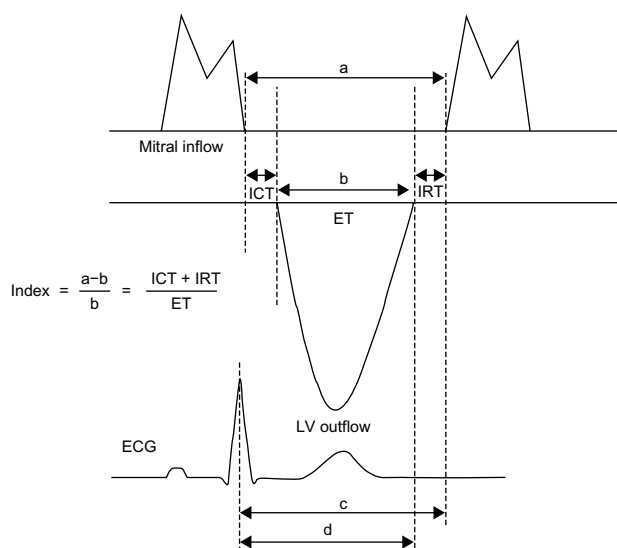 a
Mitral inflow
ICT
b
IRT
ET
Index = a–b / b = ICT + IRT / ET
LV outflow
ECG
c
d